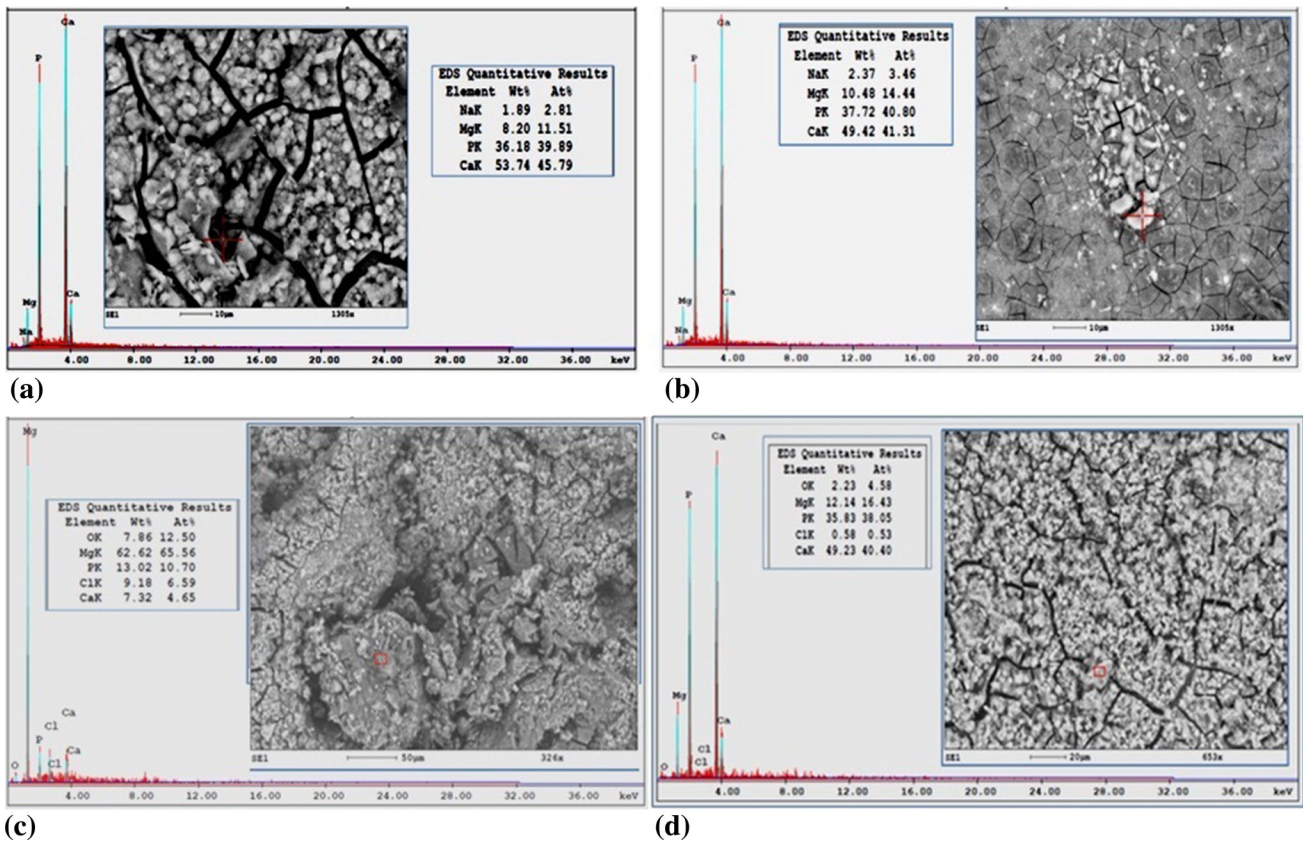 Ca
P
Mg
Ca
Na
EDS Quantitative Results
Element Wt% At%
NaK 1.89 2.81
MgK 8.20 11.51
PK 36.18 39.89
CaK 53.74 45.79
SE1 10µm 1305x
4.00 8.00 12.00 16.00 20.00 24.00 28.00 32.00 36.00 keV
(a)
Ca
P
Mg
Ca
Na
EDS Quantitative Results
Element Wt% At%
NaK 2.37 3.46
MgK 10.48 14.44
PK 37.72 40.80
CaK 49.42 41.31
SE1 10µm 1305x
4.00 8.00 12.00 16.00 20.00 24.00 28.00 32.00 36.00 keV
(b)
Mg
EDS Quantitative Results
Element Wt% At%
OK 7.86 12.50
MgK 62.62 65.56
PK 13.02 10.70
ClK 9.18 6.59
CaK 7.32 4.65
Ca
Cl
P
Ca
O
Cl
SE1 50µm 326x
4.00 8.00 12.00 16.00 20.00 24.00 28.00 32.00 36.00 keV
(c)
Ca
P
EDS Quantitative Results
Element Wt% At%
OK 2.23 4.58
MgK 12.14 16.43
PK 35.83 38.05
ClK 0.58 0.53
CaK 49.23 40.40
Mg
Ca
Cl
O
Cl
SE1 20µm 653x
4.00 8.00 12.00 16.00 20.00 24.00 28.00 32.00 36.00 keV
(d)